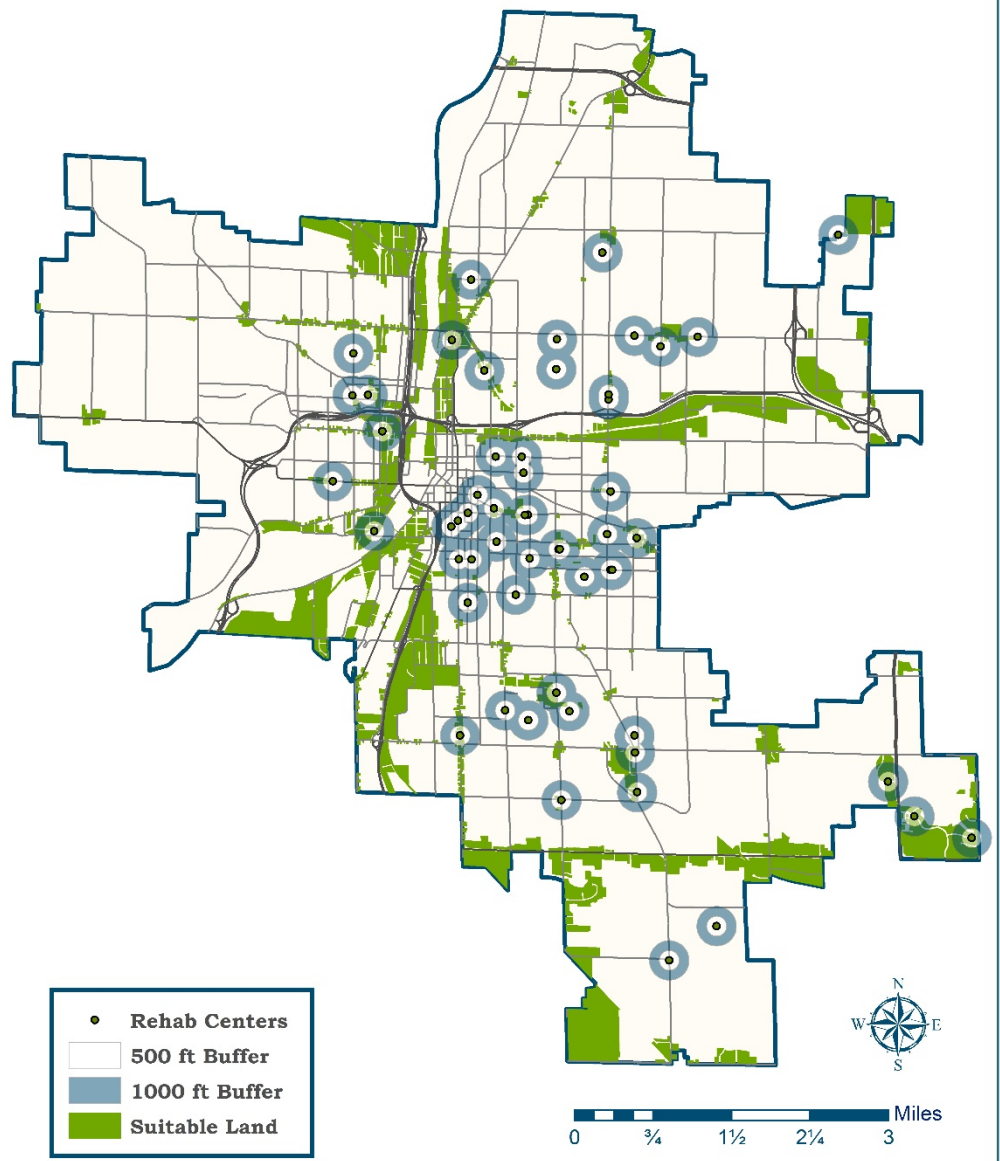 Rehab Centers
500 ft Buffer
1000 ft Buffer
Suitable Land
N
W E
S
Miles
0 ¾ 1½ 2¼ 3